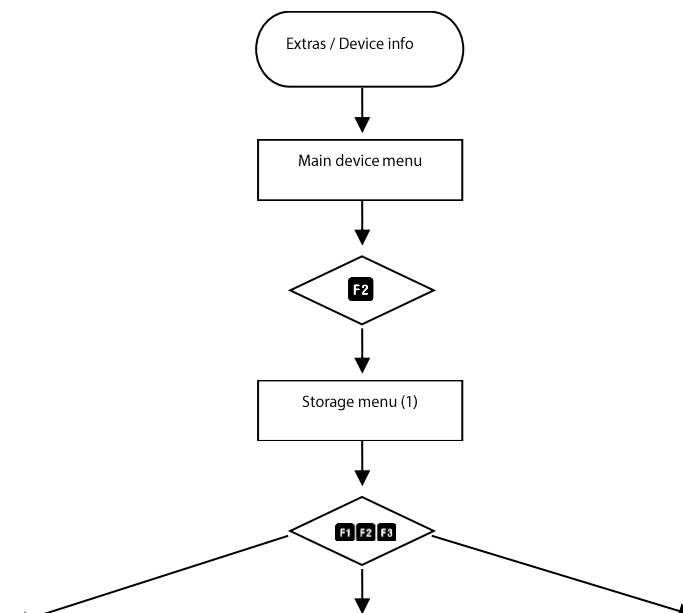 Extras / Device info
Main device menu
F2
Storage menu (1)
F1 F2 F3